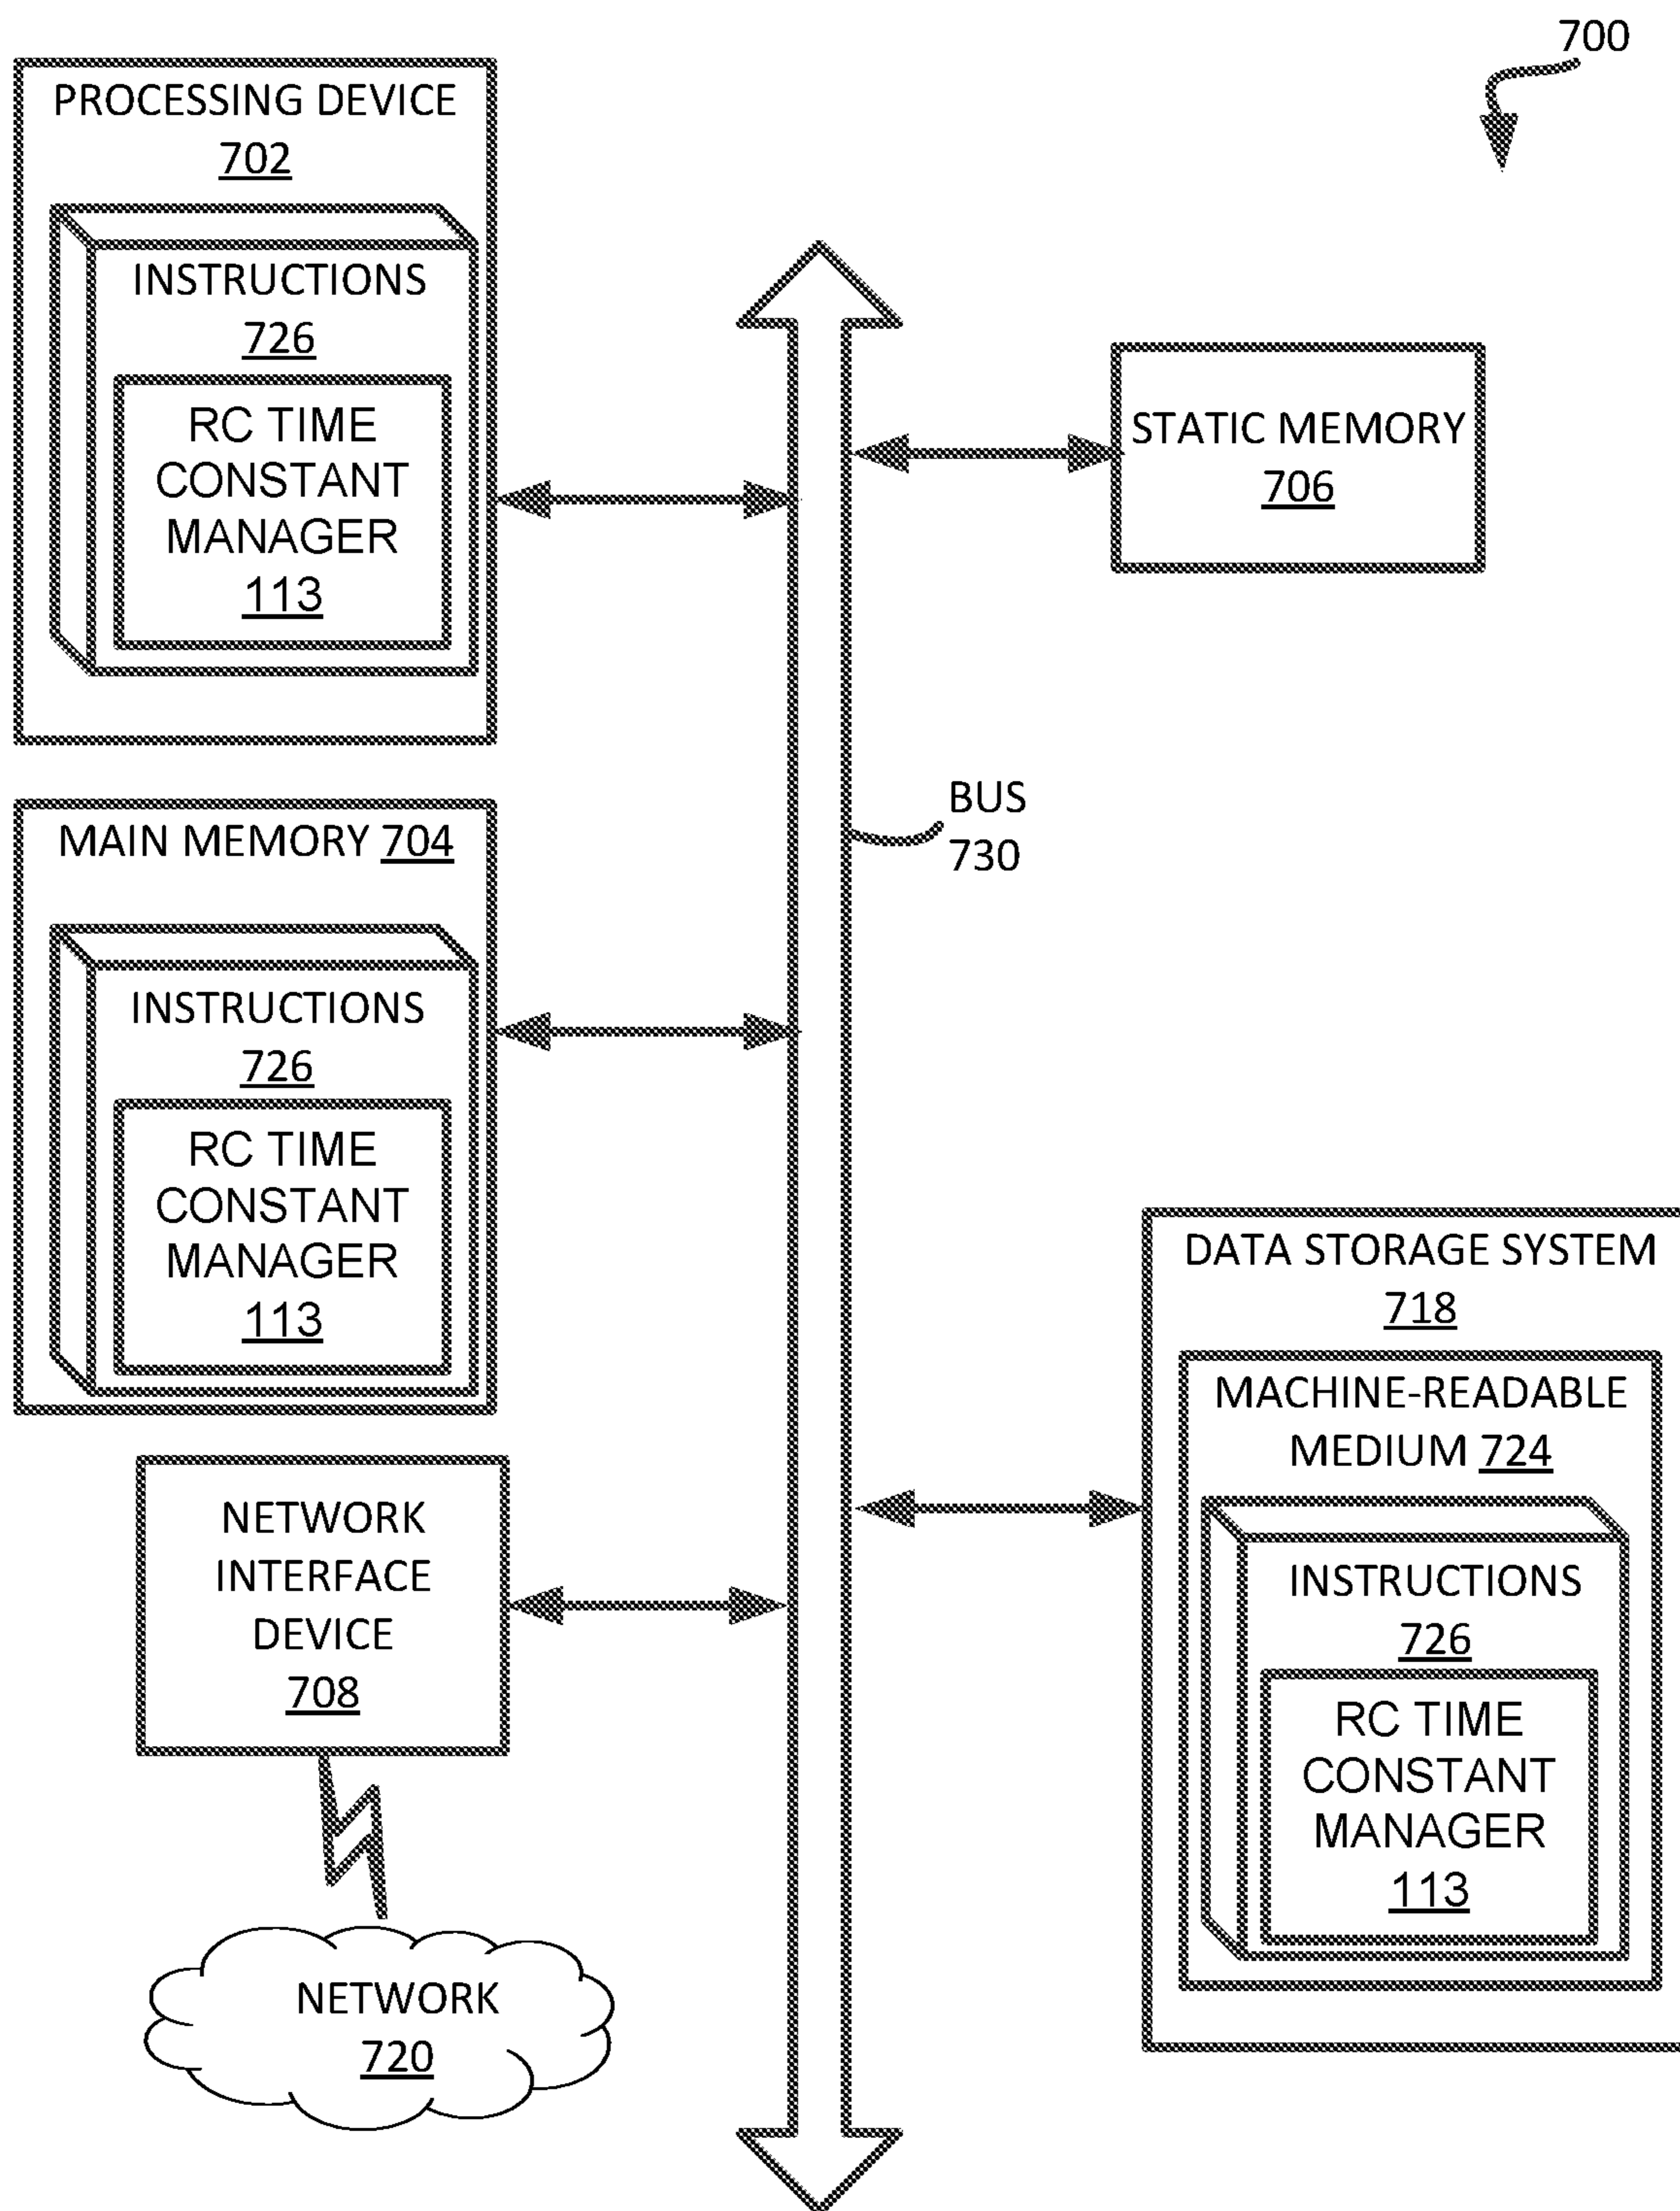 700
PROCESSING DEVICE
702
INSTRUCTIONS
726
RC TIME
CONSTANT
MANAGER
113
STATIC MEMORY
706
BUS
730
MAIN MEMORY 704
INSTRUCTIONS
726
RC TIME
CONSTANT
MANAGER
113
DATA STORAGE SYSTEM
718
MACHINE-READABLE
MEDIUM 724
INSTRUCTIONS
726
RC TIME
CONSTANT
MANAGER
113
NETWORK
INTERFACE
DEVICE
708
NETWORK
720